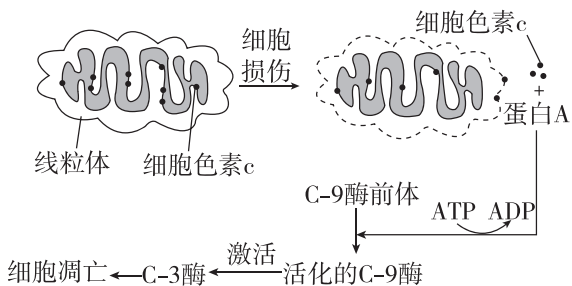 细胞色素c
细胞
损伤
+
蛋白A
线粒体
细胞色素c
C-9酶前体
ATP ADP
激活
细胞凋亡
C-3酶
活化的C-9酶